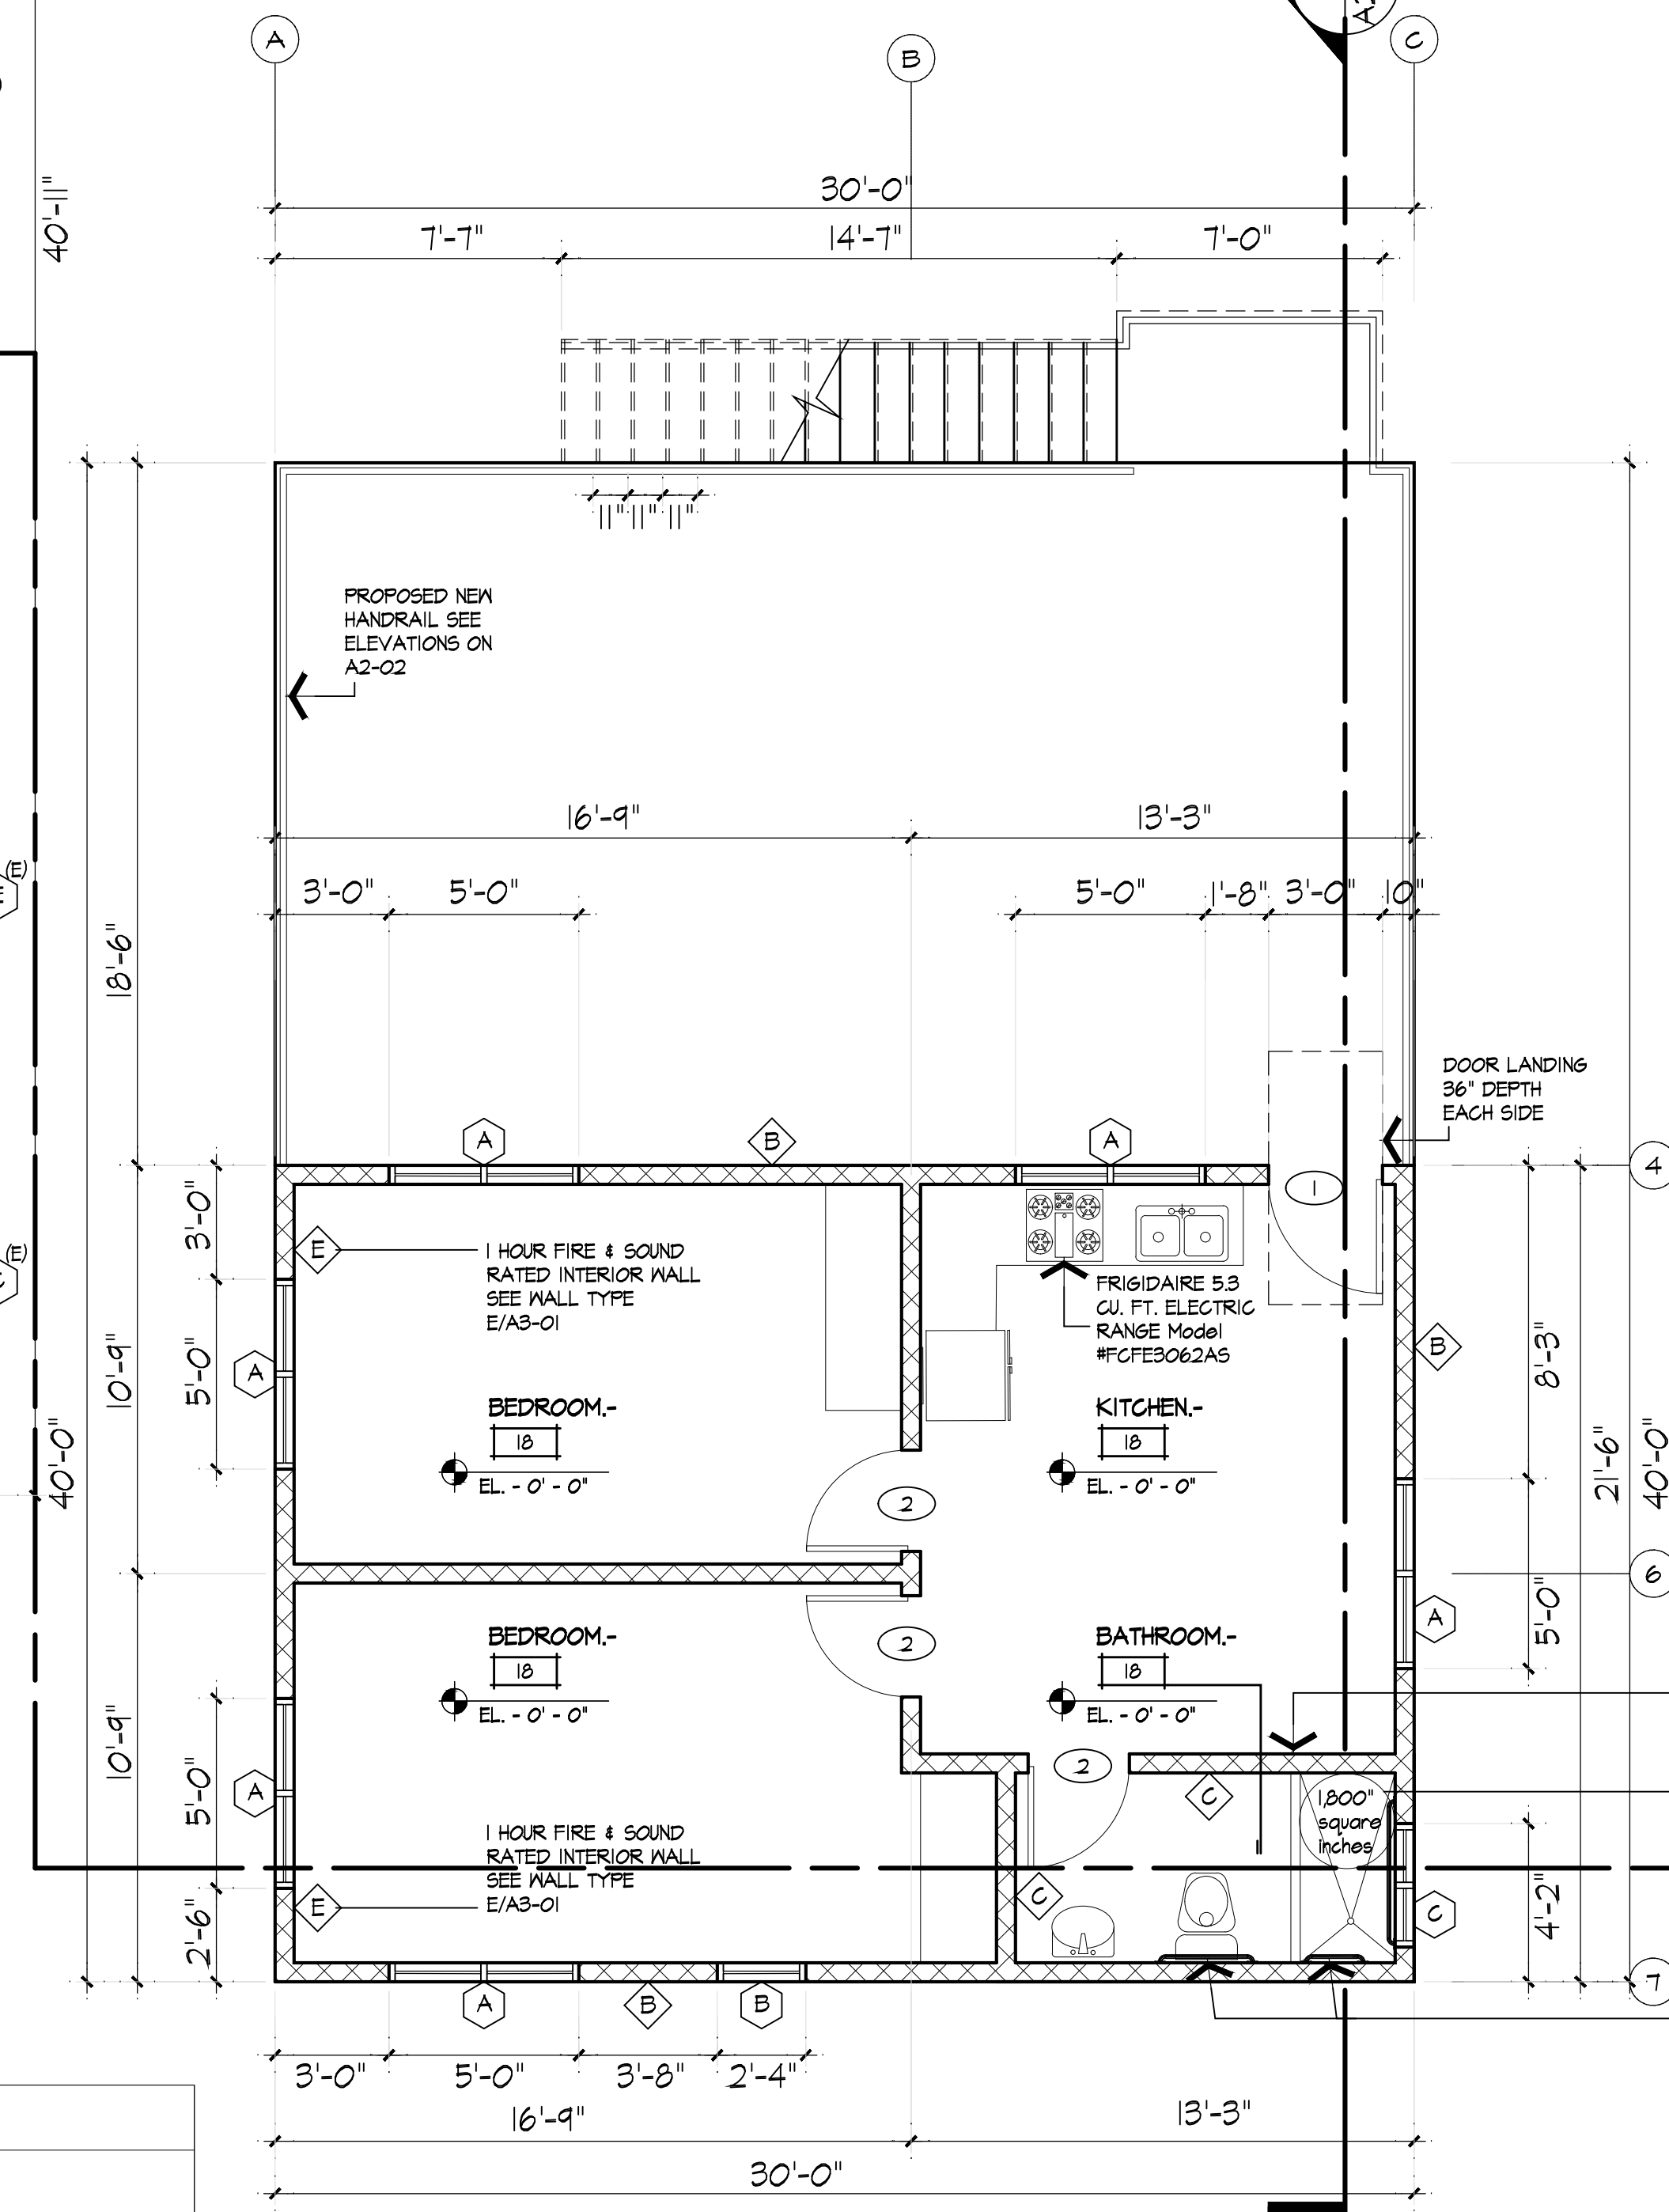 A
B
C
40'-11"
30'-0"
7'-7"
14'-7"
7'-0"
11"
11"
11"
PROPOSED NEW
HANDRAIL SEE
ELEVATIONS ON
A2-02
16'-9"
13'-3"
(E)
3'-0"
5'-0"
5'-0"
1'-8"
3'-0"
10"
18'-6"
DOOR LANDING
36" DEPTH
EACH SIDE
A
B
A
4
1
3'-0"
(E)
E
1 HOUR FIRE & SOUND
RATED INTERIOR WALL
SEE WALL TYPE
E/A3-01
FRIGIDAIRE 5.3
CU. FT. ELECTRIC
RANGE Model
#FCFE3062AS
B
8'-3"
10'-9"
5'-0"
A
BEDROOM.-
18
EL. - 0' - 0"
KITCHEN.-
18
EL. - 0' - 0"
40'-0"
21'-6"
40'-0"
2
6
A
5'-0"
2
BEDROOM.-
18
EL. - 0' - 0"
BATHROOM.-
18
EL. - 0' - 0"
10'-9"
5'-0"
A
2
C
1,800"
square
inches
1 HOUR FIRE & SOUND
RATED INTERIOR WALL
SEE WALL TYPE
E/A3-01
E
C
C
4'-2"
2'-6"
7
A
B
B
3'-0"
5'-0"
3'-8"
2'-4"
16'-9"
13'-3"
30'-0"